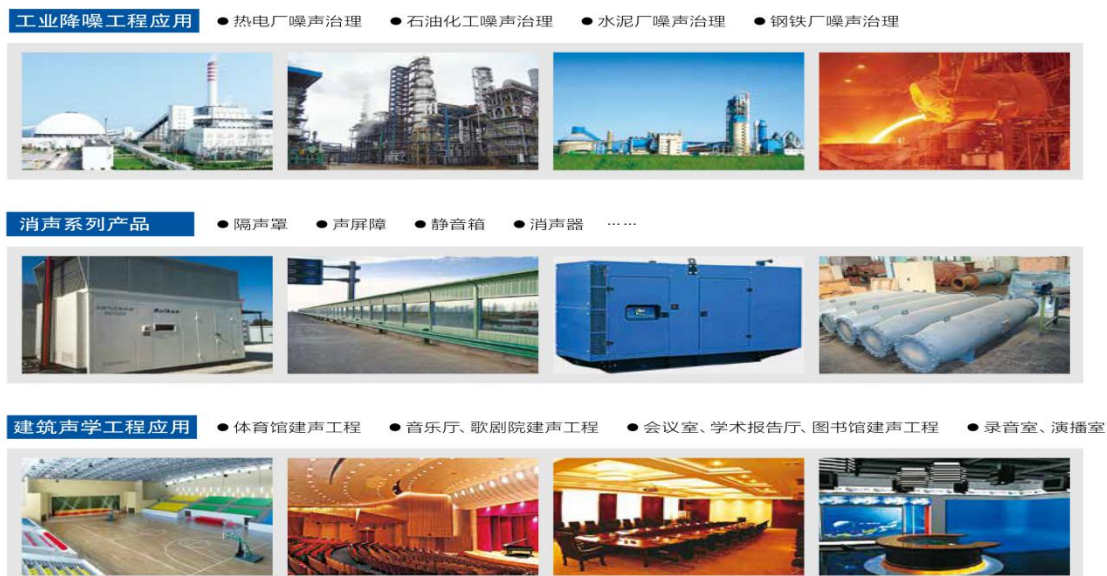 工业降噪工程应用 ●热电厂噪声治理 ●石油化工噪声治理 ●水泥厂噪声治理 ●钢铁厂噪声治理
消声系列产品 ●隔声罩 ●声屏障 ●静音箱 ●消声器 ……
建筑声学工程应用 ●体育馆建声工程 ●音乐厅、歌剧院建声工程 ●会议室、学术报告厅、图书馆建声工程 ●录音室、演播室